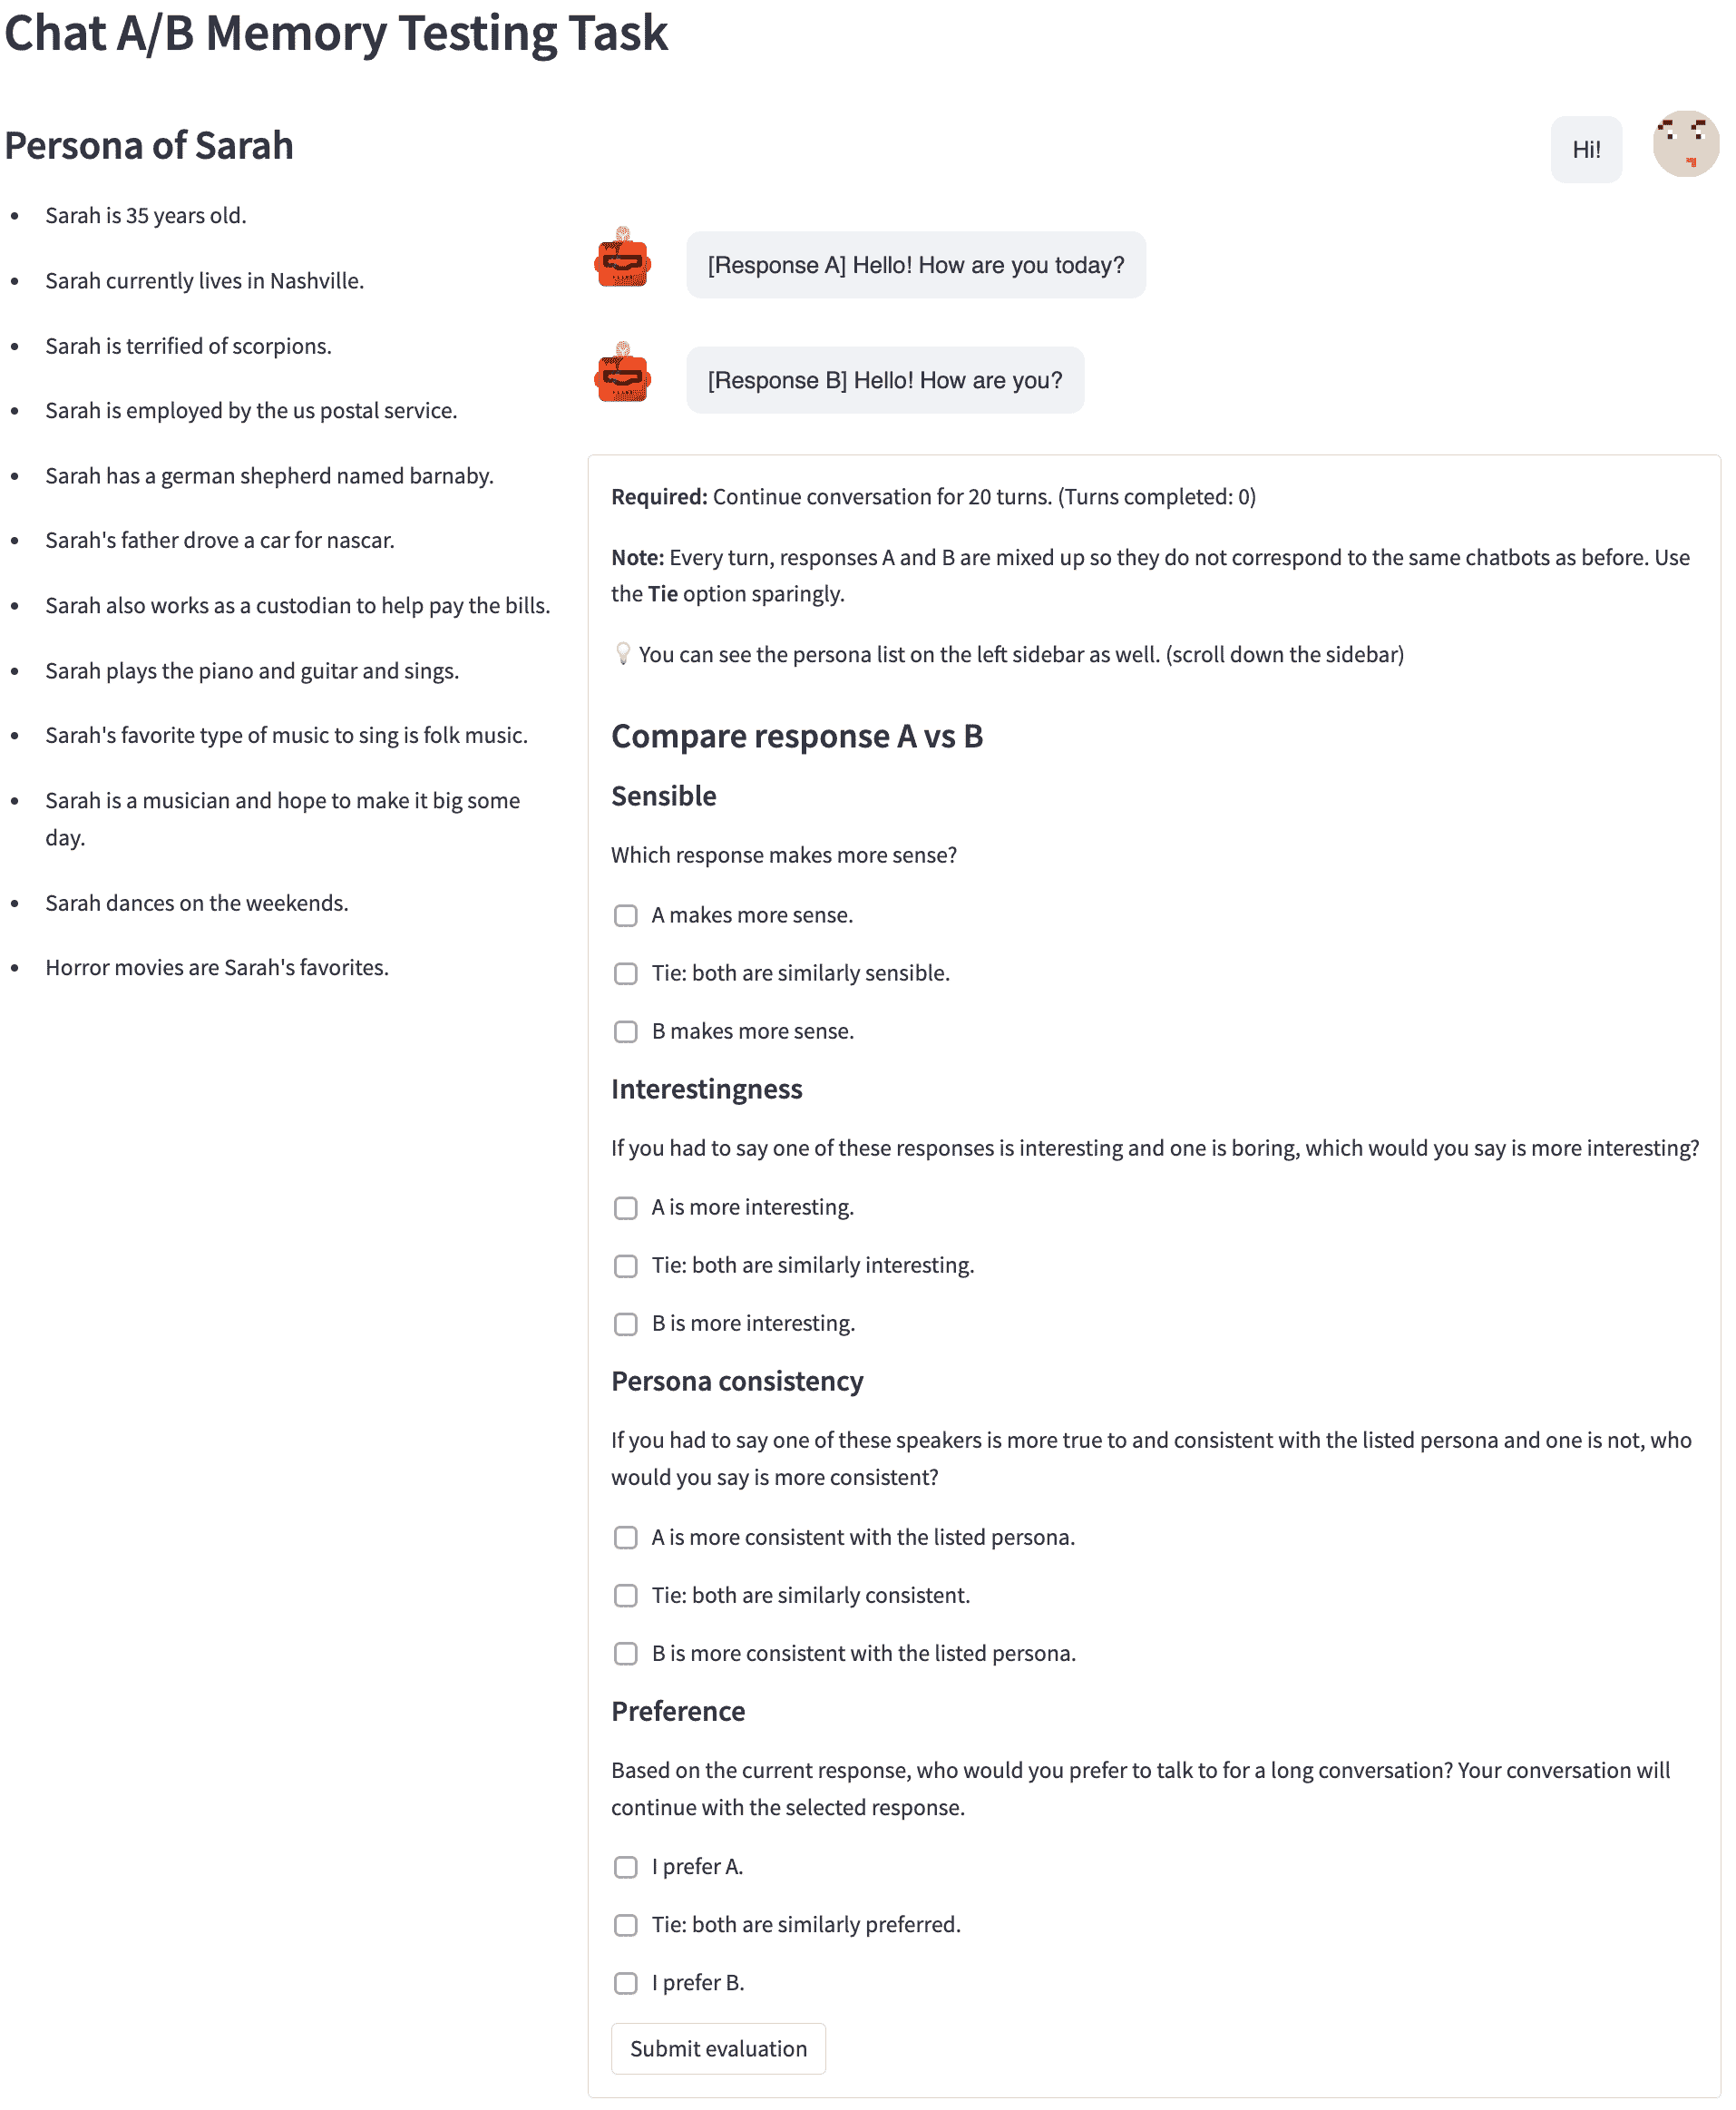 Chat A/B Memory Testing Task
Persona of Sarah
• Sarah is 35 years old.
• Sarah currently lives in Nashville.
• Sarah is terrified of scorpions.
• Sarah is employed by the us postal service.
• Sarah has a german shepherd named barnaby.
• Sarah's father drove a car for nascar.
• Sarah also works as a custodian to help pay the bills.
• Sarah plays the piano and guitar and sings.
• Sarah's favorite type of music to sing is folk music.
• Sarah is a musician and hope to make it big some
day.
• Sarah dances on the weekends.
• Horror movies are Sarah's favorites.
Hi!
[Response A] Hello! How are you today?
[Response B] Hello! How are you?
Required: Continue conversation for 20 turns. (Turns completed: 0)
Note: Every turn, responses A and B are mixed up so they do not correspond to the same chatbots as before. Use
the Tie option sparingly.
💡 You can see the persona list on the left sidebar as well. (scroll down the sidebar)
Compare response A vs B
Sensible
Which response makes more sense?
A makes more sense.
Tie: both are similarly sensible.
B makes more sense.
Interestingness
If you had to say one of these responses is interesting and one is boring, which would you say is more interesting?
A is more interesting.
Tie: both are similarly interesting.
B is more interesting.
Persona consistency
If you had to say one of these speakers is more true to and consistent with the listed persona and one is not, who
would you say is more consistent?
A is more consistent with the listed persona.
Tie: both are similarly consistent.
B is more consistent with the listed persona.
Preference
Based on the current response, who would you prefer to talk to for a long conversation? Your conversation will
continue with the selected response.
I prefer A.
Tie: both are similarly preferred.
I prefer B.
Submit evaluation